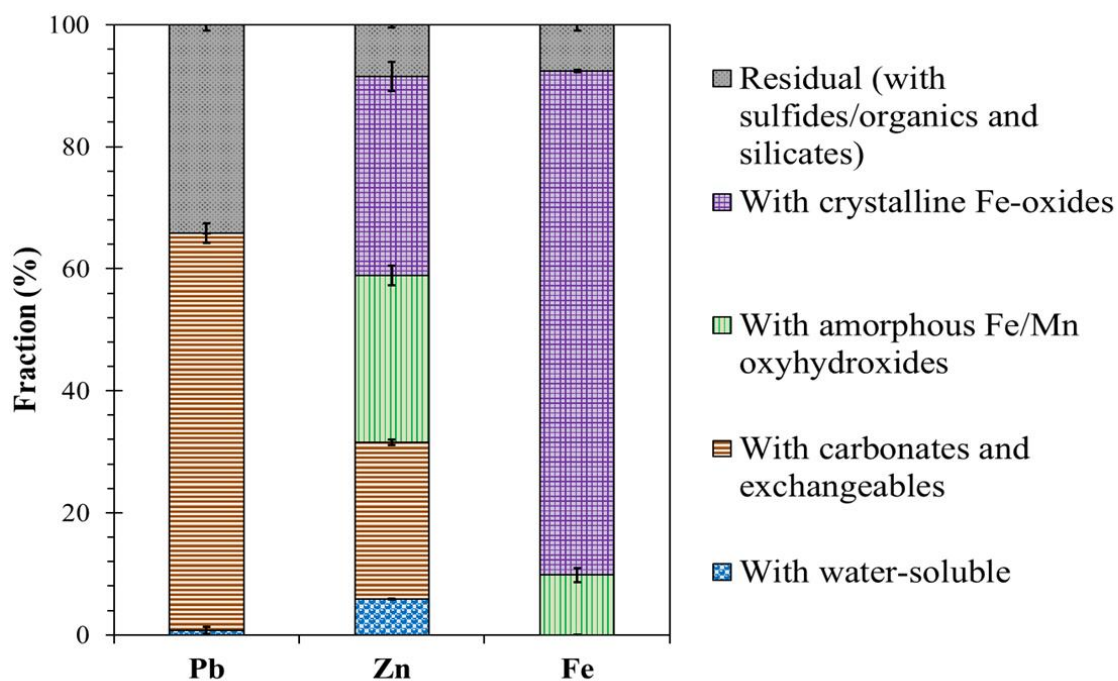 100
80
60
40
20
0
Fraction (%)
Pb
Zn
Fe
Residual (with
sulfides/organics and
silicates)
With crystalline Fe-oxides
With amorphous Fe/Mn
oxyhydroxides
With carbonates and
exchangeables
With water-soluble